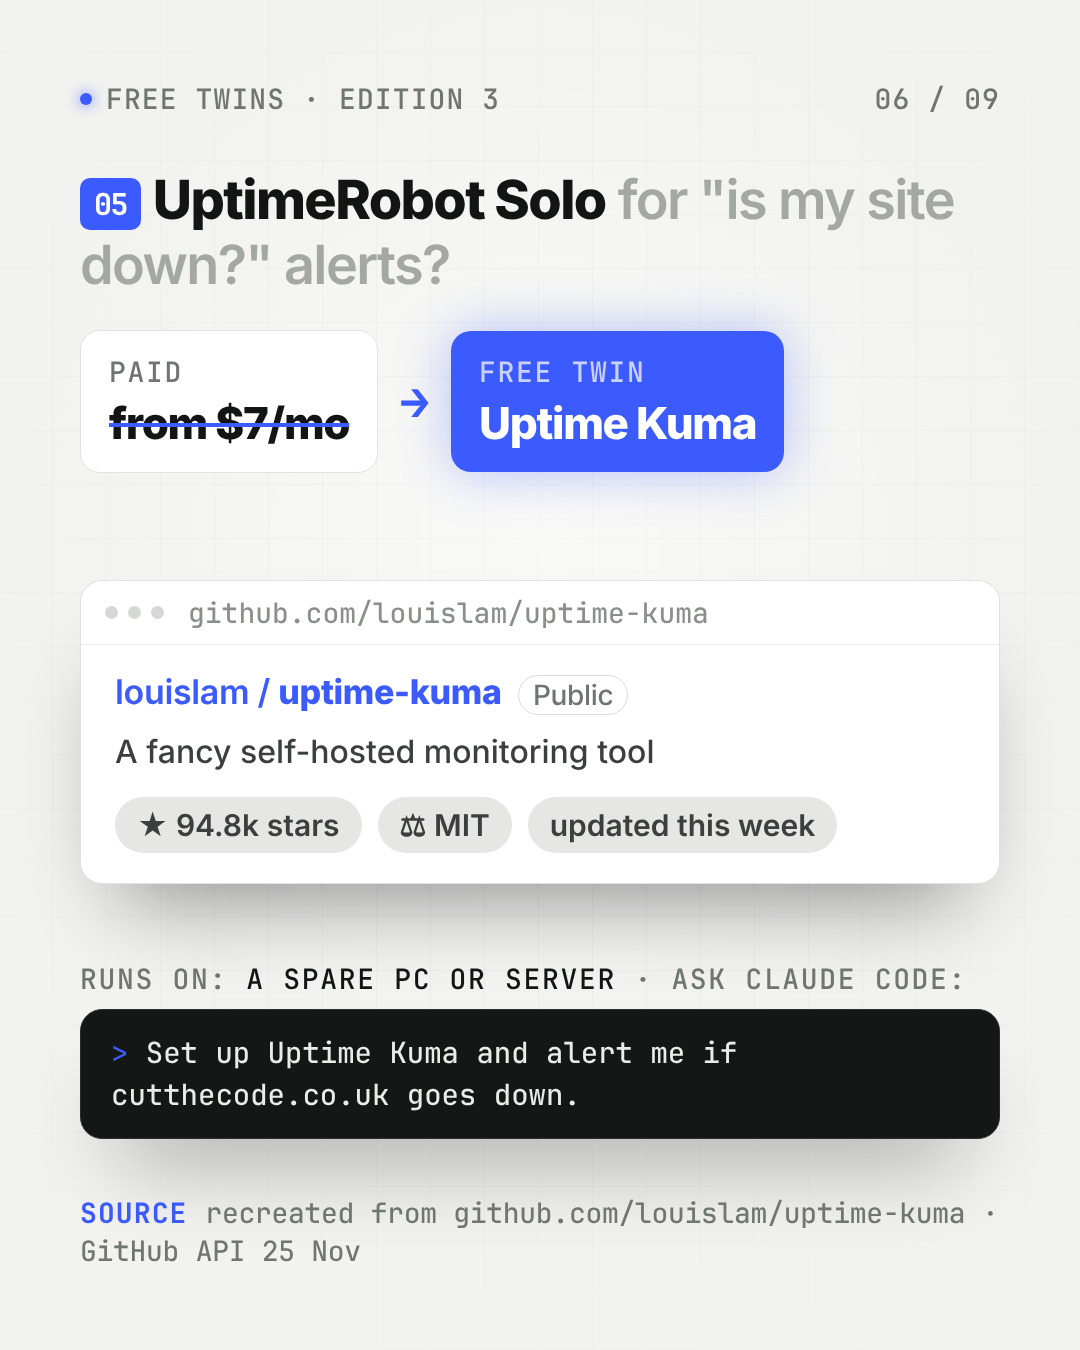 FREE TWINS · EDITION 3
06 / 09
05 UptimeRobot Solo for "is my site
down?" alerts?
PAID
from $7/mo
→
FREE TWIN
Uptime Kuma
github.com/louislam/uptime-kuma
louislam / uptime-kuma Public
A fancy self-hosted monitoring tool
★ 94.8k stars
⚖ MIT
updated this week
RUNS ON: A SPARE PC OR SERVER · ASK CLAUDE CODE:
> Set up Uptime Kuma and alert me if
cutthecode.co.uk goes down.
SOURCE recreated from github.com/louislam/uptime-kuma ·
GitHub API 25 Nov